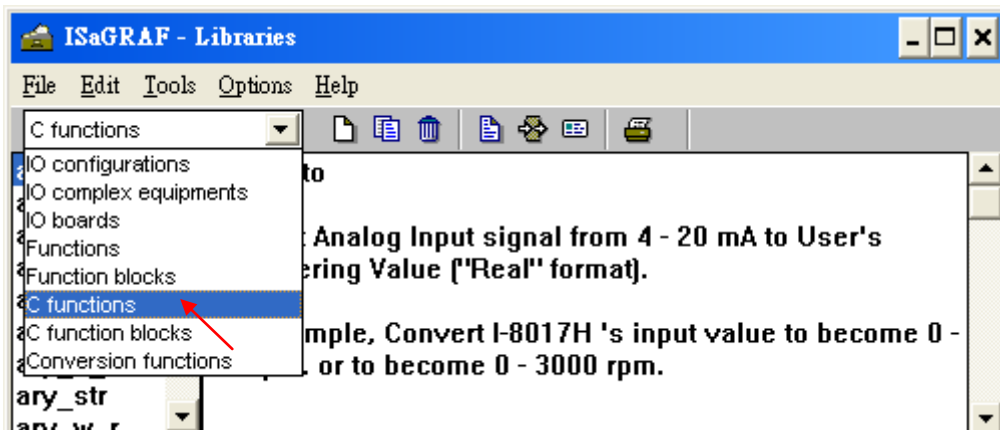 ISaGRAF - Libraries
File Edit Tools Options Help
C functions
IO configurations
IO complex equipments
IO boards
Functions
Function blocks
C functions
C function blocks
Conversion functions
ary_str
to
Analog Input signal from 4 - 20 mA to User's
ering Value ("Real" format).
mple, Convert I-8017H 's input value to become 0 -
. or to become 0 - 3000 rpm.